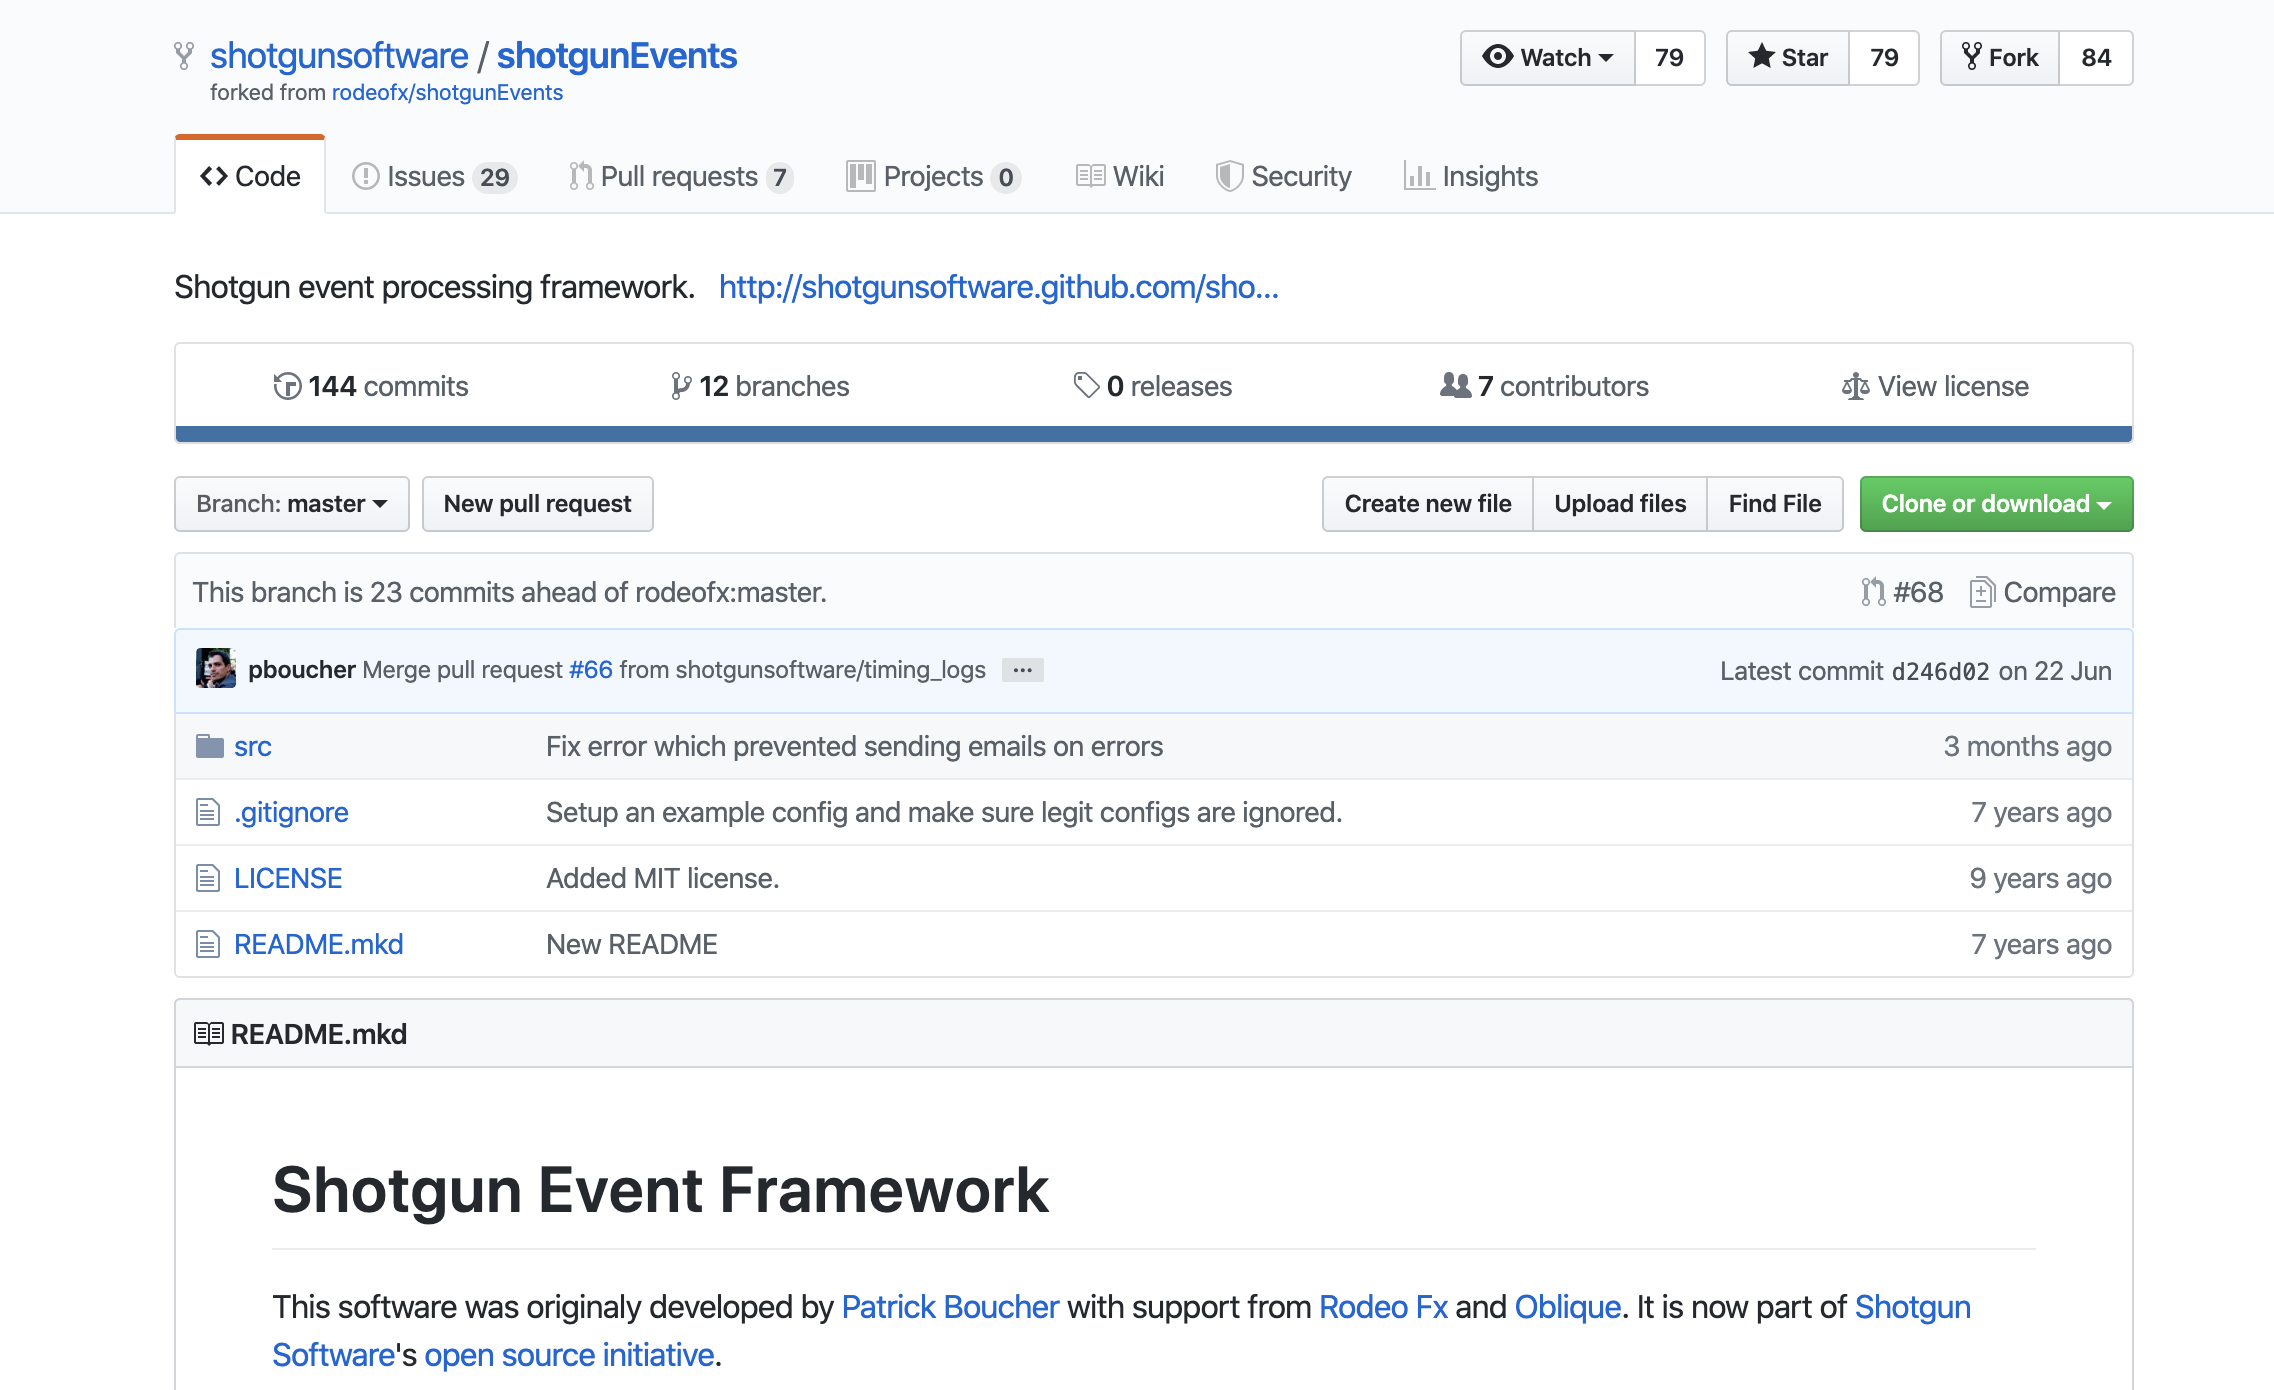 shotgunsoftware / shotgunEvents
forked from rodeofx/shotgunEvents
Watch 79 Star 79 Fork 84
Code Issues 29 Pull requests 7 Projects 0 Wiki Security Insights
Shotgun event processing framework. http://shotgunsoftware.github.com/sho...
144 commits 12 branches 0 releases 7 contributors View license
Branch: master New pull request Create new file Upload files Find File Clone or download
This branch is 23 commits ahead of rodeofx:master. #68 Compare
pboucher Merge pull request #66 from shotgunsoftware/timing_logs ... Latest commit d246d02 on 22 Jun
src Fix error which prevented sending emails on errors 3 months ago
.gitignore Setup an example config and make sure legit configs are ignored. 7 years ago
LICENSE Added MIT license. 9 years ago
README.mkd New README 7 years ago
README.mkd
Shotgun Event Framework
This software was originaly developed by Patrick Boucher with support from Rodeo Fx and Oblique. It is now part of Shotgun
Software's open source initiative.